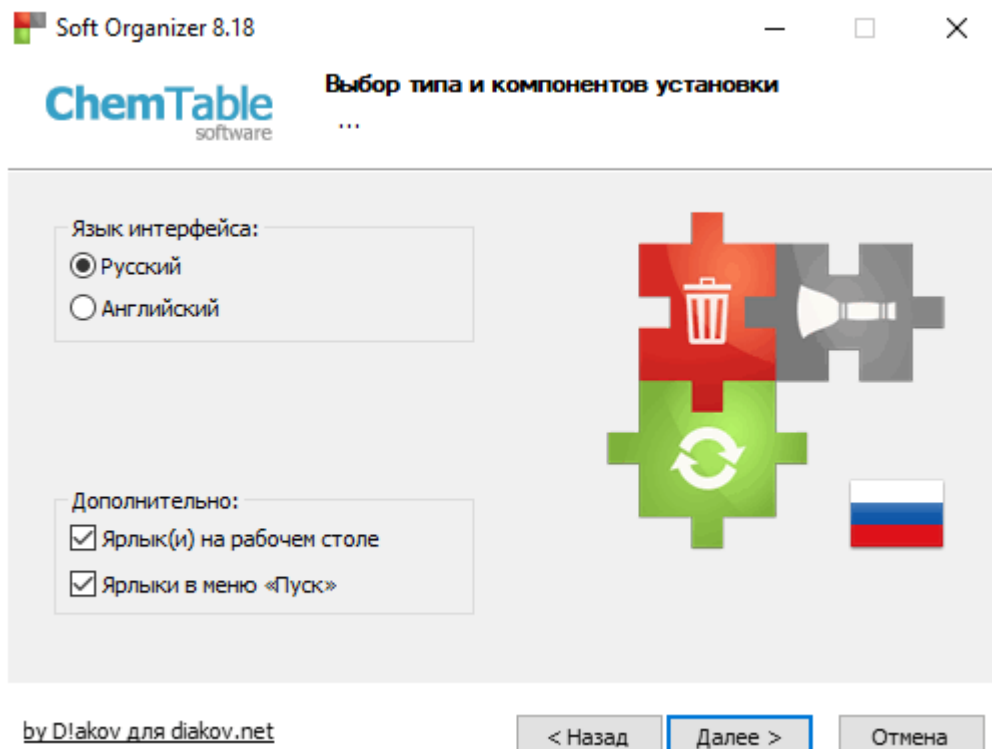 Soft Organizer 8.18
ChemTable
software
Выбор типа и компонентов установки
...
Язык интерфейса:
Русский
Английский
Дополнительно:
Ярлык(и) на рабочем столе
Ярлыки в меню «Пуск»
by D!akov для diakov.net
< Назад
Далее >
Отмена